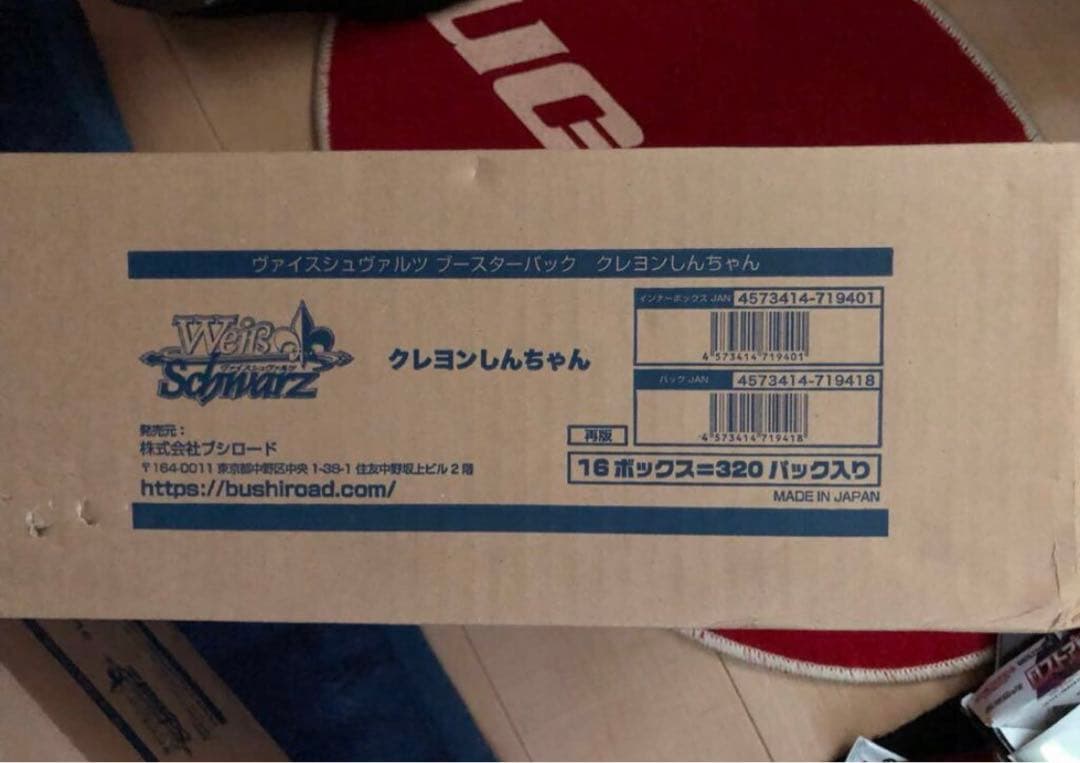 UC
ヴァイスシュヴァルツ ブースターパック クレヨンしんちゃん
Weiß
ヴァイスシュヴァルツ
Schwarz
クレヨンしんちゃん
インナーボックス JAN 4573414-719401
4 573414 719401
パック JAN 4573414-719418
4 573414 719418
発売元：
株式会社ブシロード
〒164-0011 東京都中野区中央 1-38-1 住友中野坂上ビル 2 階
https://bushiroad.com/
再版
16 ボックス=320 パック入り
MADE IN JAPAN